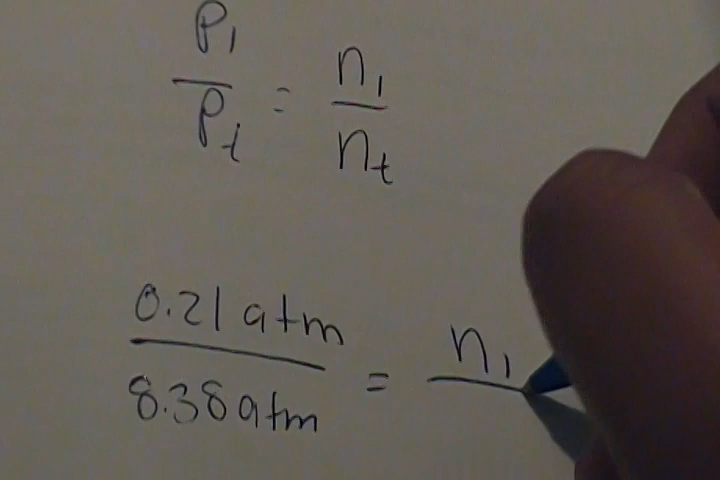 P₁
—— = n₁
Pₜ nₜ
0.21 atm
———— = n₁
8.38 atm